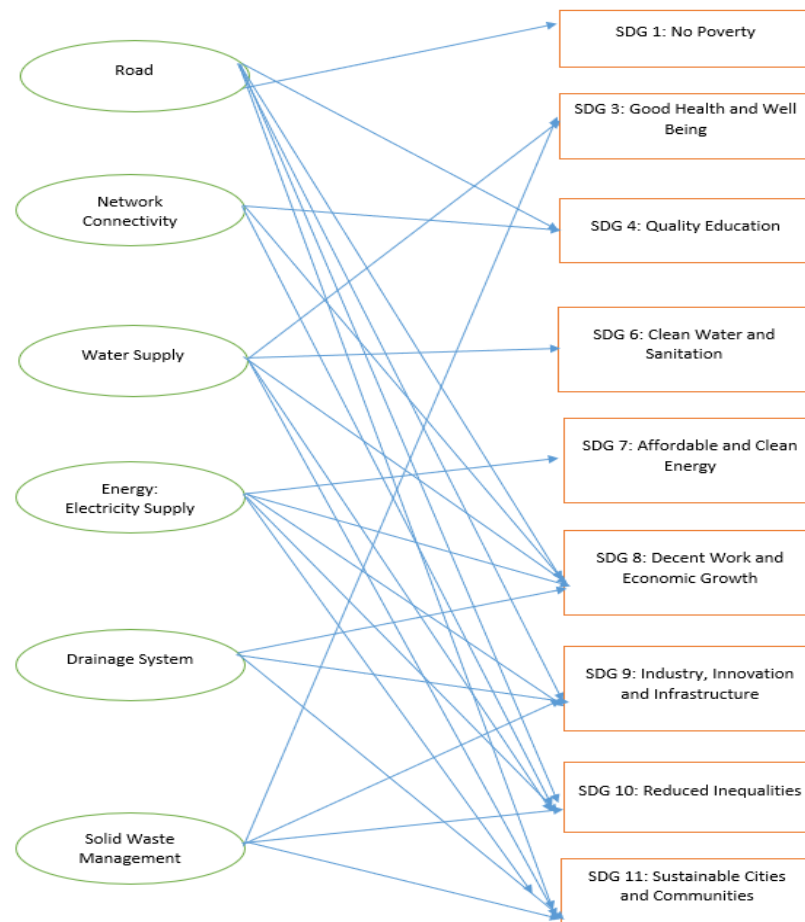 Road
Network
Connectivity
Water Supply
Energy:
Electricity Supply
Drainage System
Solid Waste
Management
SDG 1: No Poverty
SDG 3: Good Health and Well
Being
SDG 4: Quality Education
SDG 6: Clean Water and
Sanitation
SDG 7: Affordable and Clean
Energy
SDG 8: Decent Work and
Economic Growth
SDG 9: Industry, Innovation
and Infrastructure
SDG 10: Reduced Inequalities
SDG 11: Sustainable Cities
and Communities